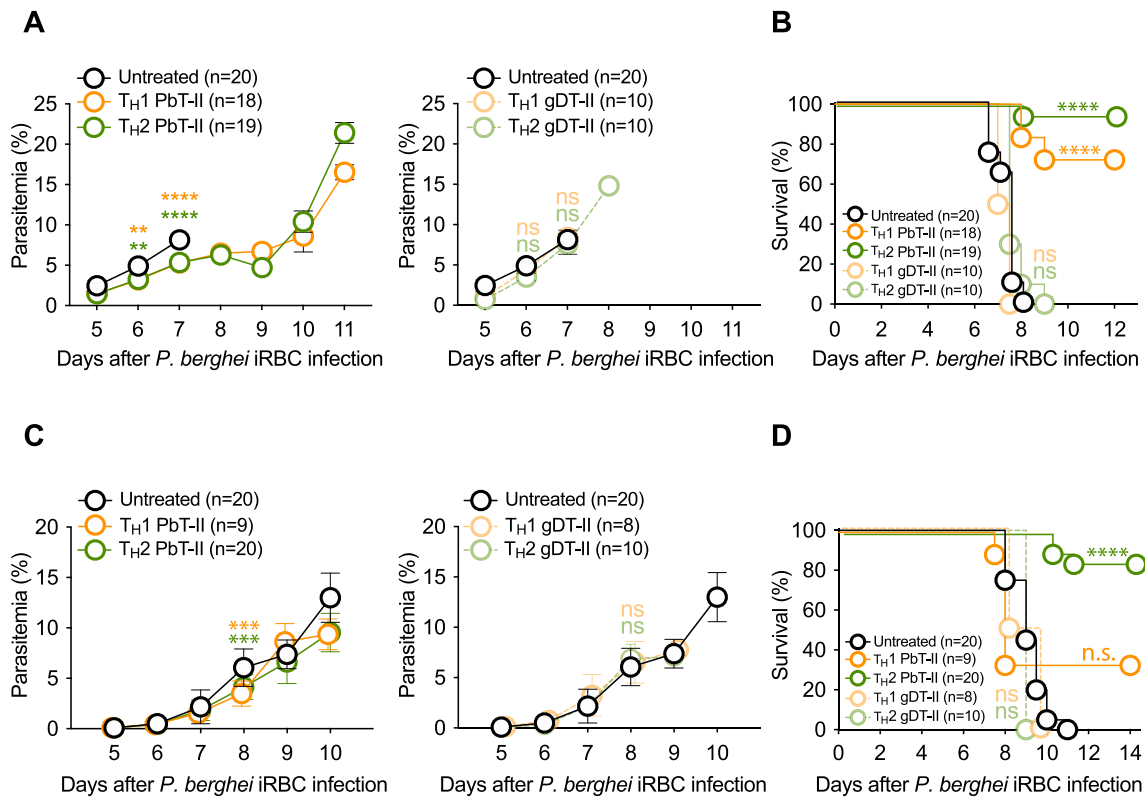 A
Untreated (n=20)
TH1 PbT-II (n=18)
TH2 PbT-II (n=19)
Parasitemia (%)
25
20
15
10
5
0
****
****
**
**
5 6 7 8 9 10 11
Days after P. berghei iRBC infection
Untreated (n=20)
TH1 gDT-II (n=10)
TH2 gDT-II (n=10)
Parasitemia (%)
25
20
15
10
5
0
ns
ns
ns
ns
5 6 7 8 9 10 11
Days after P. berghei iRBC infection
B
Survival (%)
100
80
60
40
20
0
****
****
Untreated (n=20)
TH1 PbT-II (n=18)
TH2 PbT-II (n=19)
TH1 gDT-II (n=10)
TH2 gDT-II (n=10)
ns
ns
0 2 4 6 8 10 12
Days after P. berghei iRBC infection
C
Untreated (n=20)
TH1 PbT-II (n=9)
TH2 PbT-II (n=20)
Parasitemia (%)
20
15
10
5
0
***
***
5 6 7 8 9 10
Days after P. berghei iRBC infection
Untreated (n=20)
TH1 gDT-II (n=8)
TH2 gDT-II (n=10)
Parasitemia (%)
20
15
10
5
0
ns
ns
5 6 7 8 9 10
Days after P. berghei iRBC infection
D
Survival (%)
100
80
60
40
20
0
****
n.s.
Untreated (n=20)
TH1 PbT-II (n=9)
TH2 PbT-II (n=20)
TH1 gDT-II (n=8)
TH2 gDT-II (n=10)
ns
ns
0 2 4 6 8 10 12 14
Days after P. berghei iRBC infection